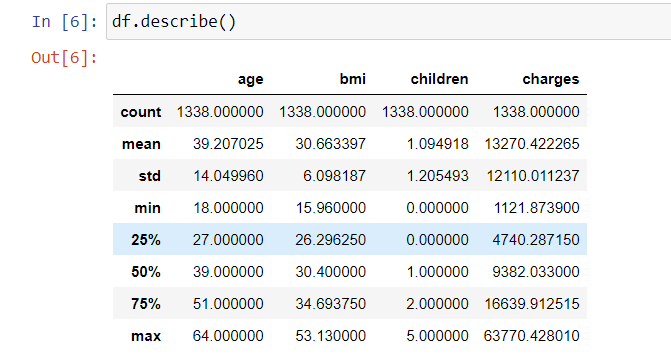 In [6]: df.describe()
Out[6]:
age bmi children charges
count 1338.000000 1338.000000 1338.000000 1338.000000
mean 39.207025 30.663397 1.094918 13270.422265
std 14.049960 6.098187 1.205493 12110.011237
min 18.000000 15.960000 0.000000 1121.873900
25% 27.000000 26.296250 0.000000 4740.287150
50% 39.000000 30.400000 1.000000 9382.033000
75% 51.000000 34.693750 2.000000 16639.912515
max 64.000000 53.130000 5.000000 63770.428010